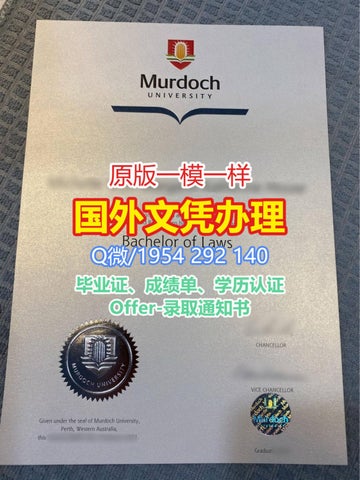 Murdoch
UNIVERSITY
原版一模一样
国外文凭办理
Bachelor of Laws
Q微/1954 292 140
毕业证、成绩单、学历认证
Offer-录取通知书
CHANCELLOR
MURDOCH UNIVERSITY
VICE CHANCELLOR
Murdoch
Given under the seal of Murdoch University,
Perth, Western Australia,
this